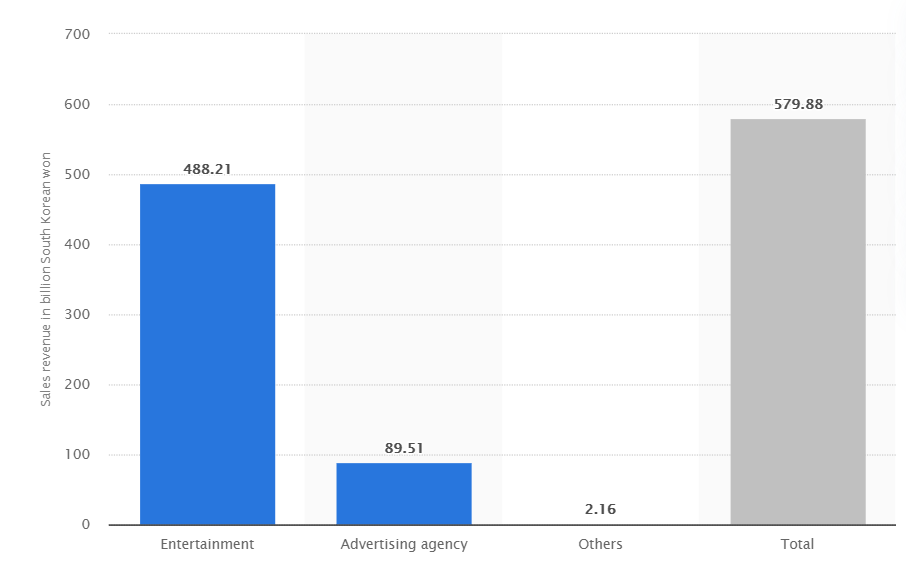 Sales revenue in billion South Korean won
700
600
500
400
300
200
100
0
488.21
89.51
2.16
579.88
Entertainment
Advertising agency
Others
Total